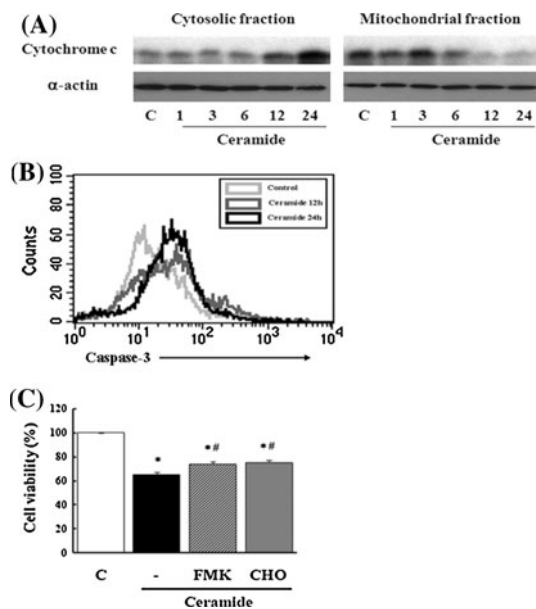 (A)
Cytosolic fraction Mitochondrial fraction
Cytochrome c
α-actin
C 1 3 6 12 24 C 1 3 6 12 24
Ceramide Ceramide
(B)
Counts
100
80
60
40
20
0
Control
Ceramide 12h
Ceramide 24h
10^0 10^1 10^2 10^3 10^4
Caspase-3
(C)
Cell viability (%)
120
100
80
60
40
20
0
* *# *#
C - FMK CHO
Ceramide